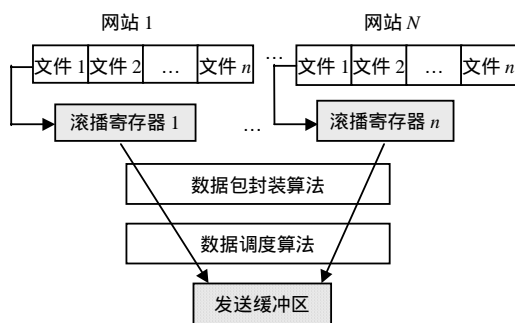 网站 1 网站 N
文件 1 文件 2 … 文件 n … 文件 1 文件 2 … 文件 n
滚播寄存器 1 … 滚播寄存器 n
数据包封装算法
数据调度算法
发送缓冲区